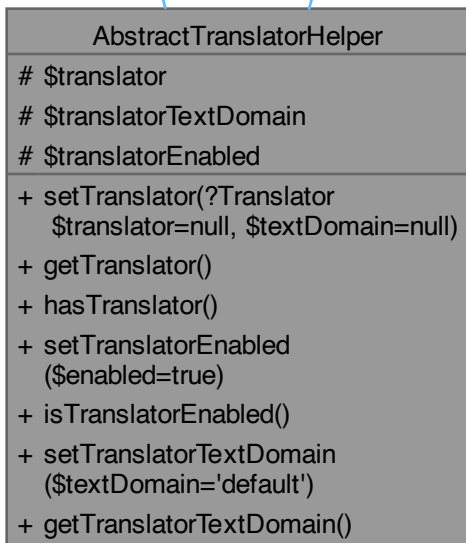 AbstractTranslatorHelper
# $translator
# $translatorTextDomain
# $translatorEnabled
+ setTranslator(?Translator
$translator=null, $textDomain=null)
+ getTranslator()
+ hasTranslator()
+ setTranslatorEnabled
($enabled=true)
+ isTranslatorEnabled()
+ setTranslatorTextDomain
($textDomain='default')
+ getTranslatorTextDomain()